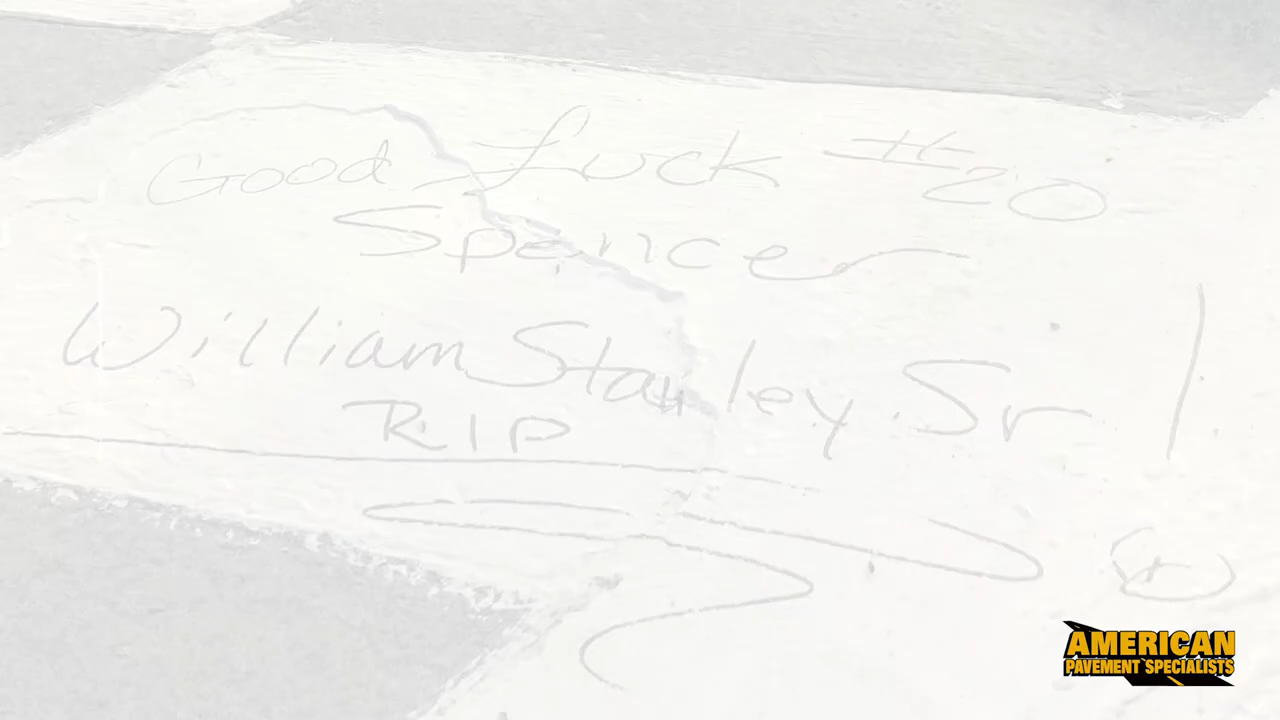 Good Luck #20
Spencer
William Stanley Sr
RIP
AMERICAN
PAVEMENT SPECIALISTS